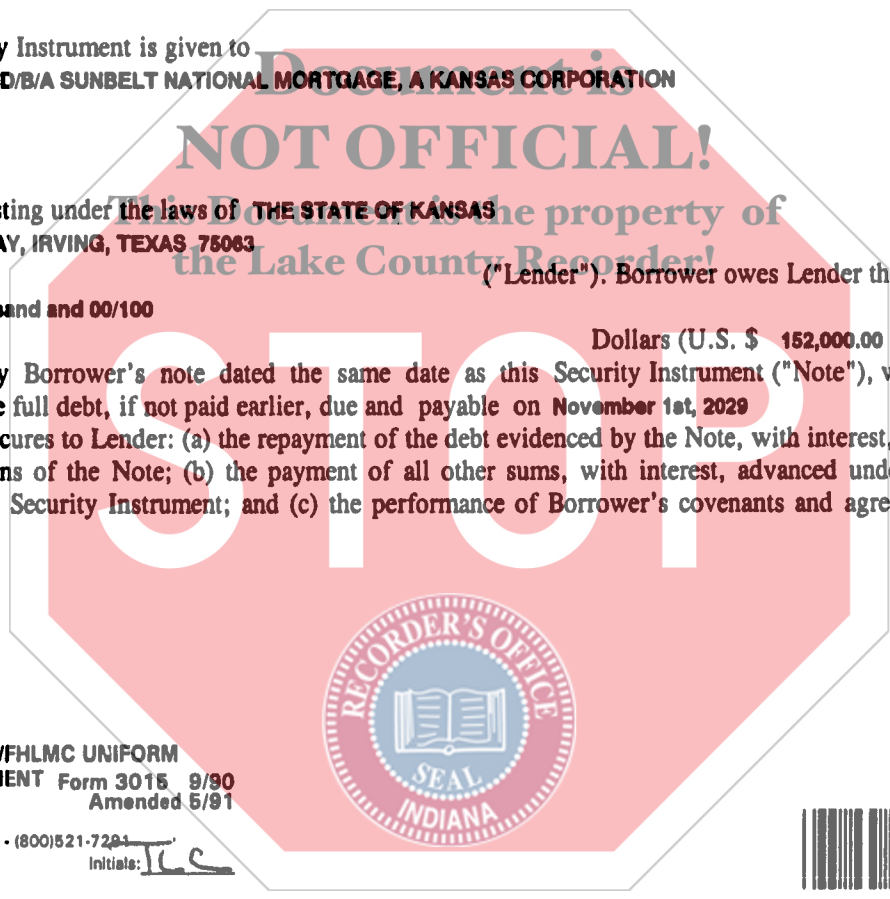 y Instrument is given to
D/B/A SUNBELT NATIONAL MORTGAGE, A KANSAS CORPORATION
Document is
NOT OFFICIAL!
This Document is the property of
the Lake County Recorder!
ting under the laws of THE STATE OF KANSAS
AY, IRVING, TEXAS 75063
("Lender"). Borrower owes Lender th
and and 00/100
Dollars (U.S. $ 152,000.00
y Borrower's note dated the same date as this Security Instrument ("Note"), w
e full debt, if not paid earlier, due and payable on November 1st, 2029
cures to Lender: (a) the repayment of the debt evidenced by the Note, with interest,
ns of the Note; (b) the payment of all other sums, with interest, advanced und
Security Instrument; and (c) the performance of Borrower's covenants and agre
STOP
RECORDER'S OFFICE
SEAL
INDIANA
/FHLMC UNIFORM
ENT Form 3015 9/90
Amended 5/91
- (800)521-7291
Initials: